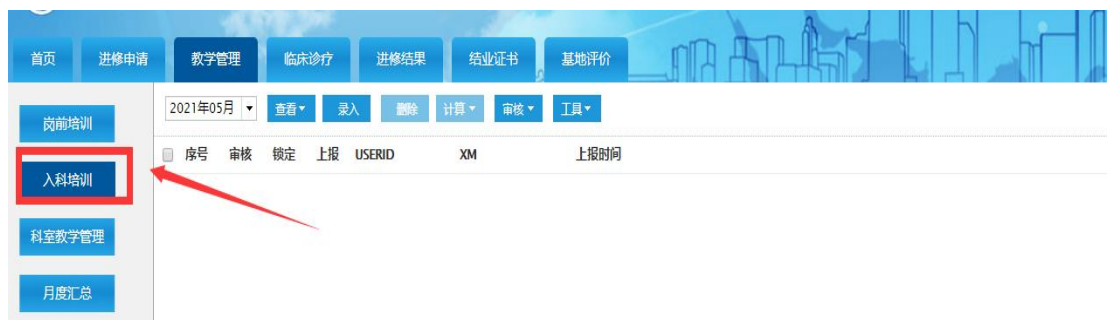 首页 进修申请 教学管理 临床诊疗 进修结果 结业证书 基地评价
2021年05月 查看 录入 删除 计算 审核 工具
岗前培训
序号 审核 锁定 上报 USERID XM 上报时间
入科培训
科室教学管理
月度汇总